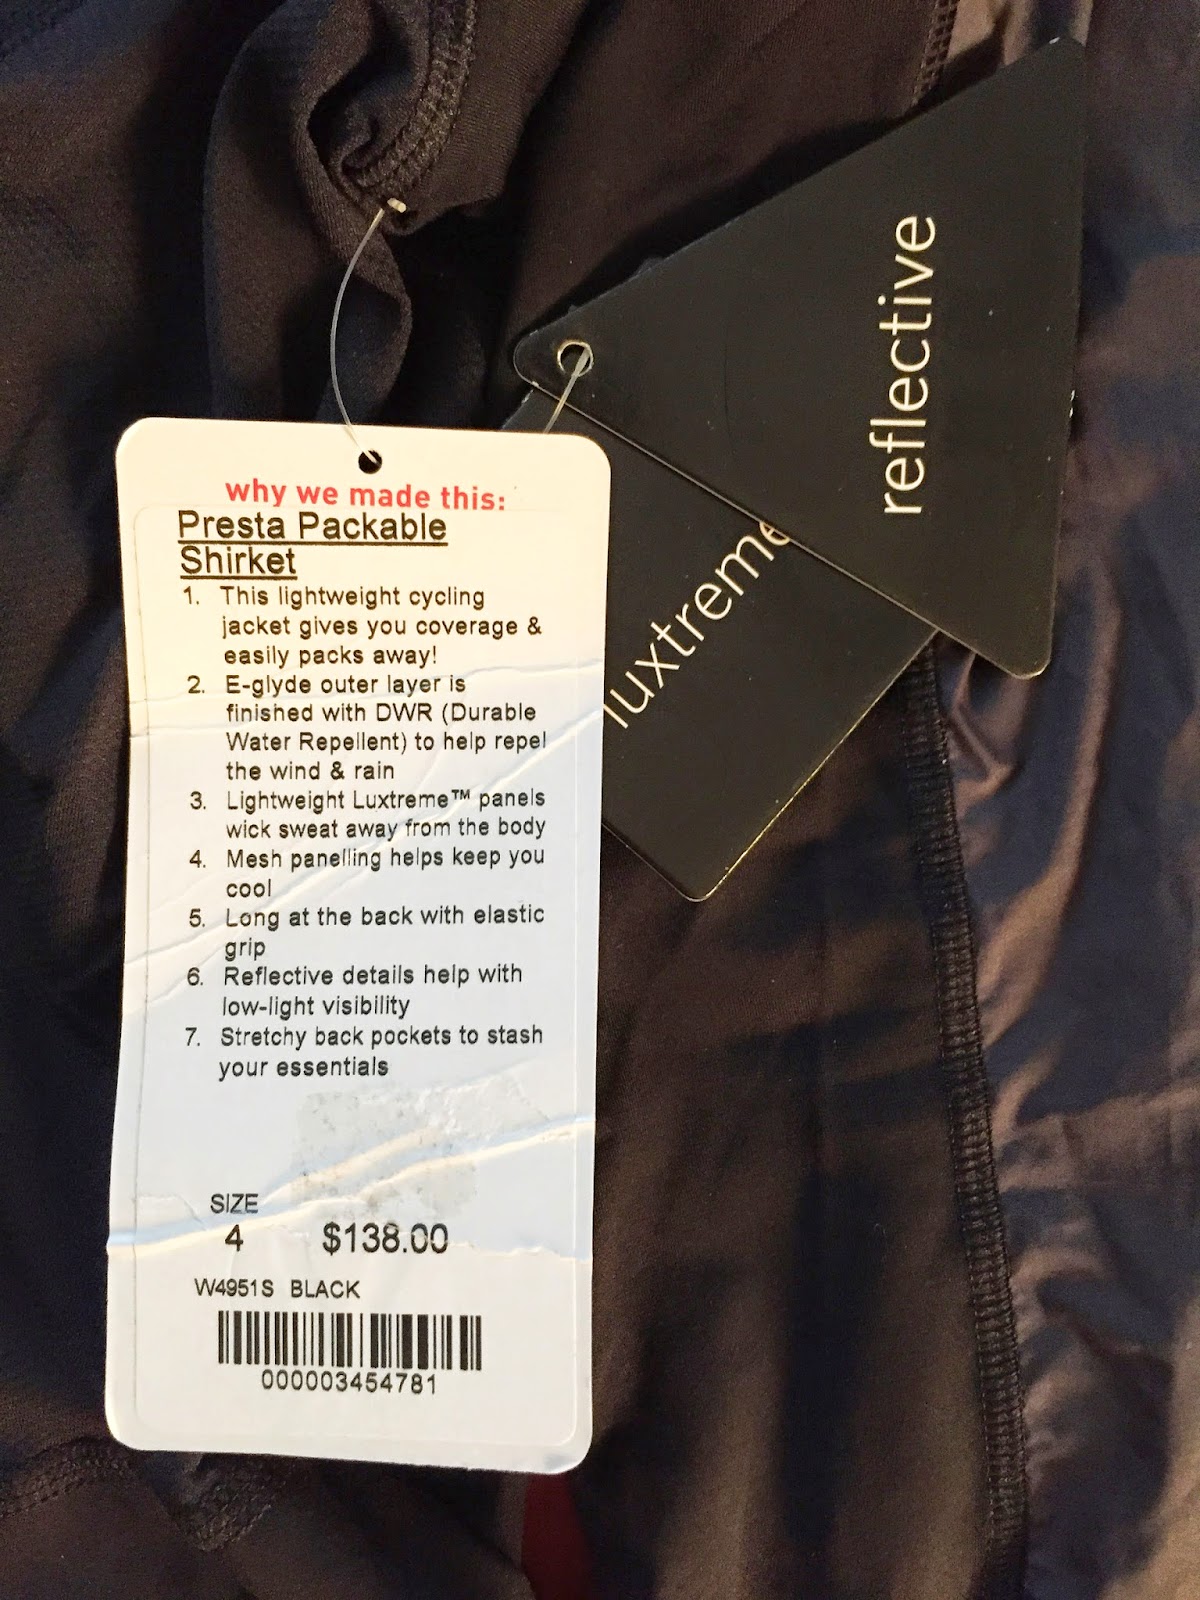 why we made this:
Presta Packable
Shirket
1. This lightweight cycling
jacket gives you coverage &
easily packs away!
2. E-glyde outer layer is
finished with DWR (Durable
Water Repellent) to help repel
the wind & rain
3. Lightweight Luxtreme™ panels
wick sweat away from the body
4. Mesh panelling helps keep you
cool
5. Long at the back with elastic
grip
6. Reflective details help with
low-light visibility
7. Stretchy back pockets to stash
your essentials
SIZE
4 $138.00
W4951S BLACK
000003454781
luxtreme
reflective